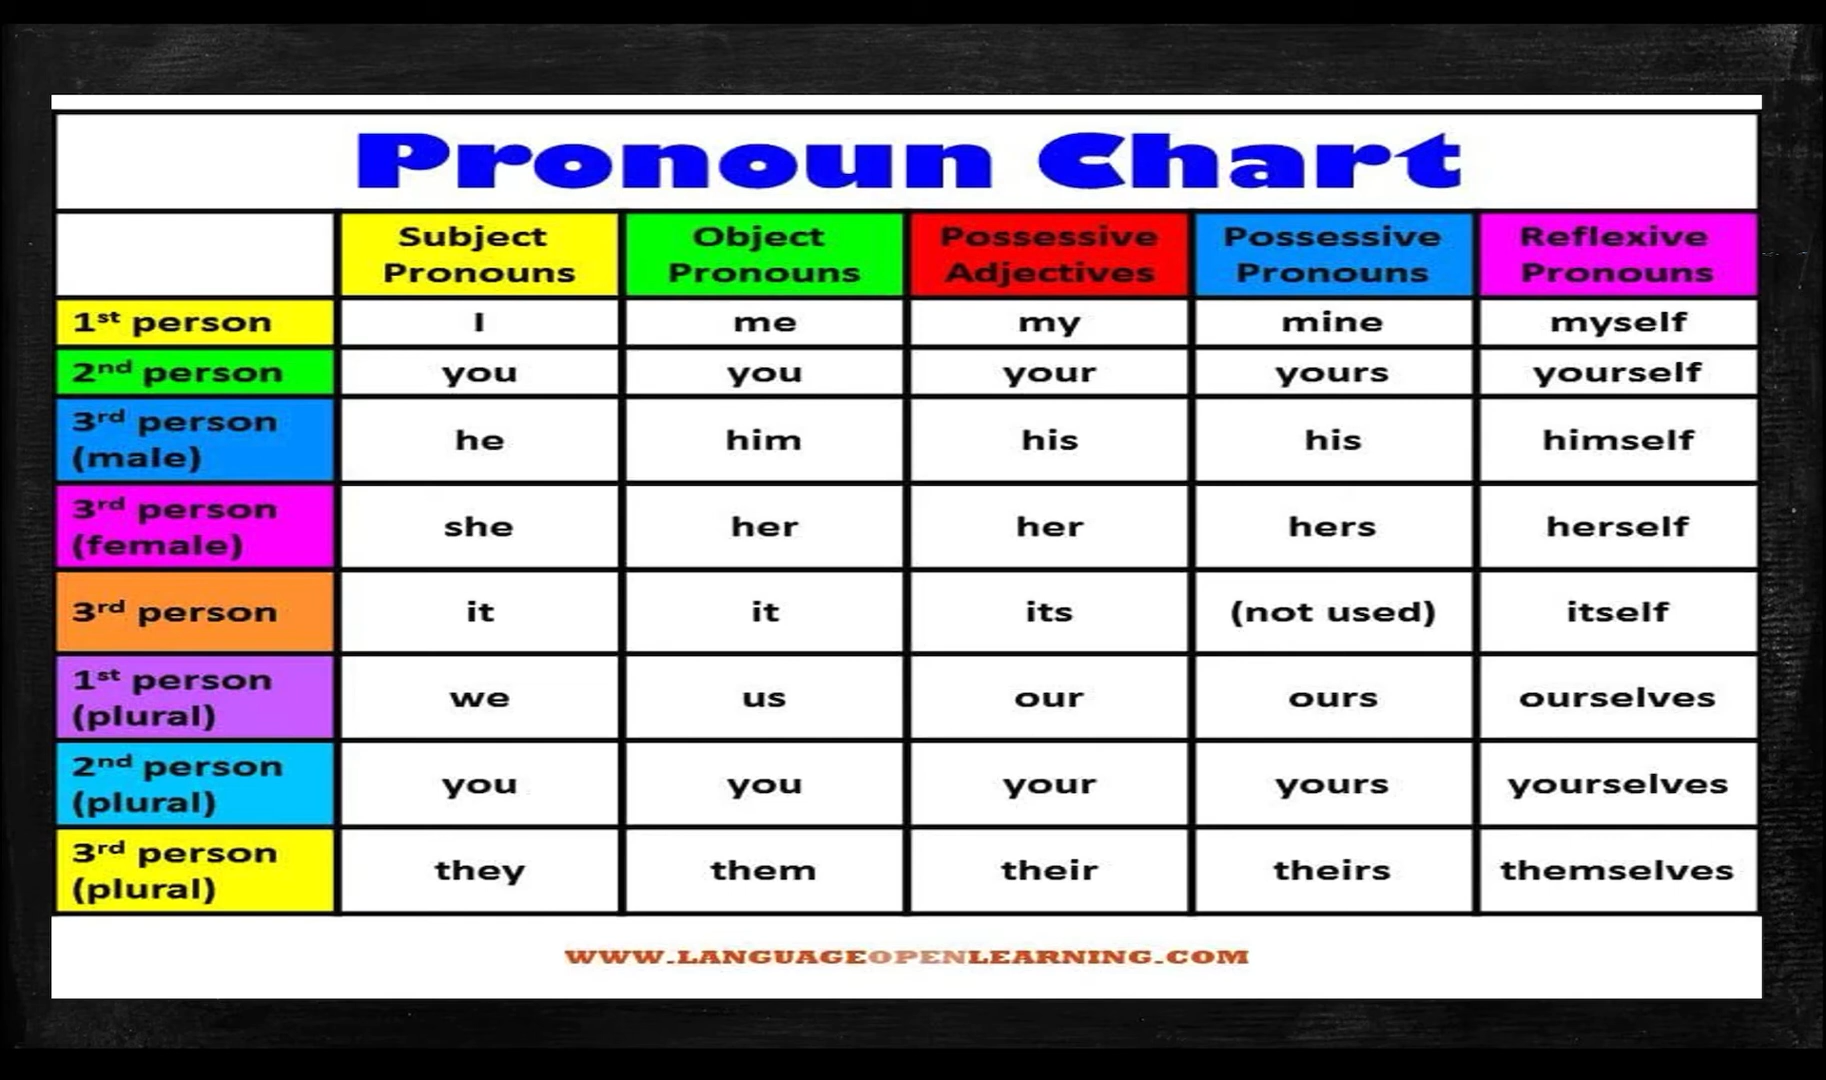 Pronoun Chart
Subject Pronouns | Object Pronouns | Possessive Adjectives | Possessive Pronouns | Reflexive Pronouns
1st person | I | me | my | mine | myself
2nd person | you | you | your | yours | yourself
3rd person (male) | he | him | his | his | himself
3rd person (female) | she | her | her | hers | herself
3rd person | it | it | its | (not used) | itself
1st person (plural) | we | us | our | ours | ourselves
2nd person (plural) | you | you | your | yours | yourselves
3rd person (plural) | they | them | their | theirs | themselves
WWW.LANGUAGEOPENLEARNING.COM